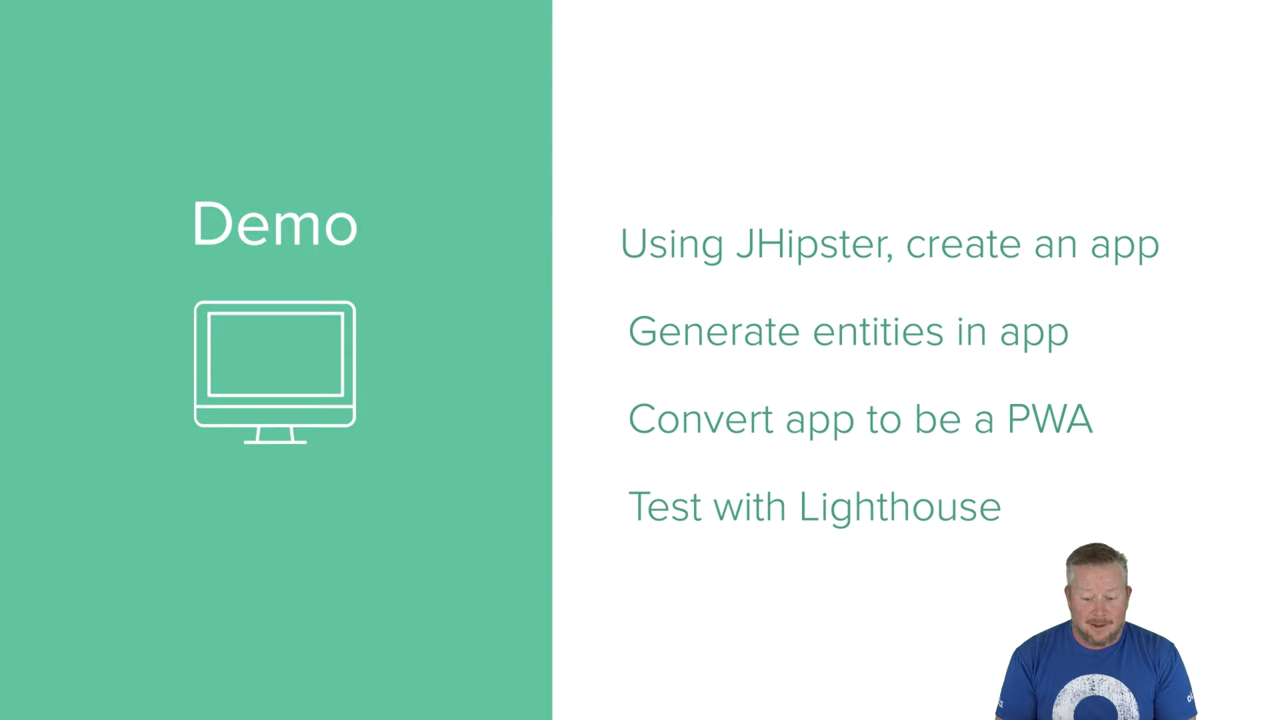 Demo
Using JHipster, create an app
Generate entities in app
Convert app to be a PWA
Test with Lighthouse